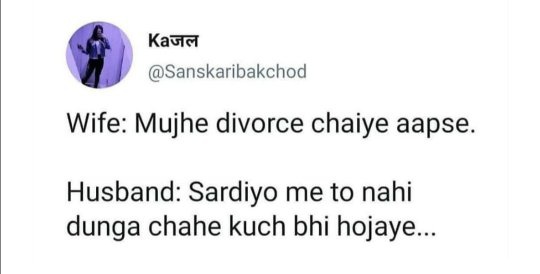 Kaजल
@Sanskaribakchod
Wife: Mujhe divorce chaiye aapse.
Husband: Sardiyo me to nahi
dunga chahe kuch bhi hojaye...